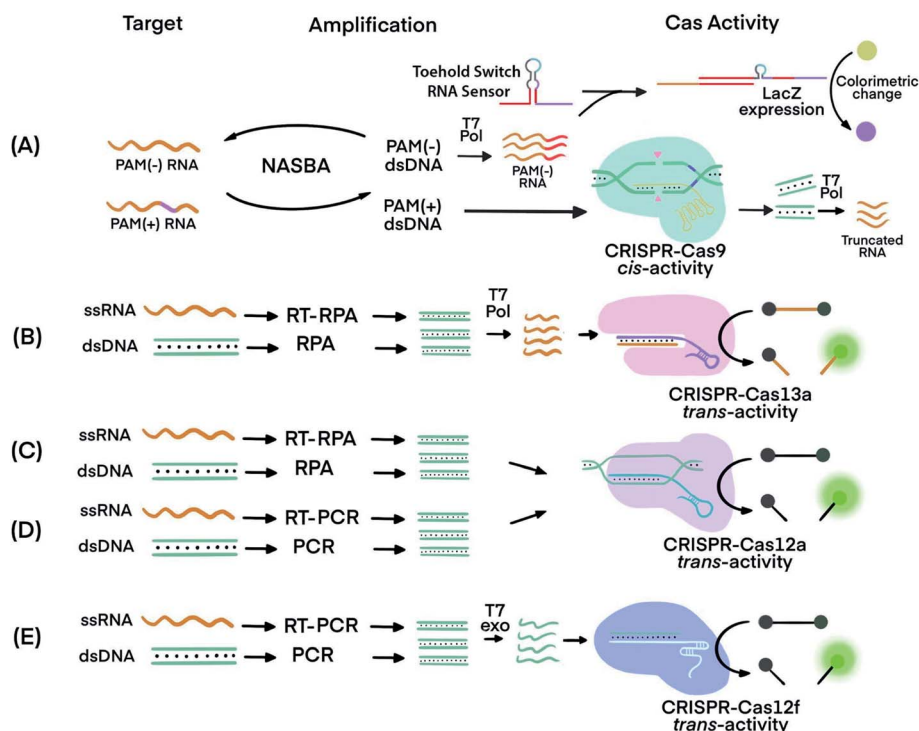 Target
Amplification
Cas Activity
Toehold Switch
RNA Sensor
LacZ
expression
Colorimetric
change
(A)
PAM(-) RNA
NASBA
PAM(-)
dsDNA
T7
Pol
PAM(-)
RNA
PAM(+) RNA
PAM(+)
dsDNA
CRISPR-Cas9
cis-activity
T7
Pol
Truncated
RNA
(B)
ssRNA
RT-RPA
dsDNA
RPA
T7
Pol
CRISPR-Cas13a
trans-activity
(C)
ssRNA
RT-RPA
dsDNA
RPA
(D)
ssRNA
RT-PCR
dsDNA
PCR
CRISPR-Cas12a
trans-activity
(E)
ssRNA
RT-PCR
dsDNA
PCR
T7
exo
CRISPR-Cas12f
trans-activity